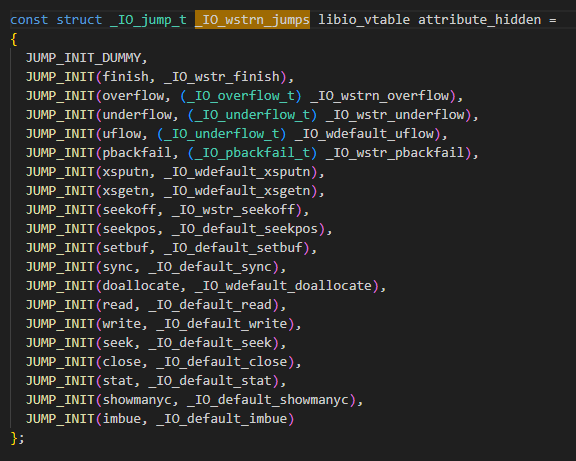 const struct _IO_jump_t _IO_wstrn_jumps libio_vtable attribute_hidden =
{
  JUMP_INIT_DUMMY,
  JUMP_INIT(finish, _IO_wstr_finish),
  JUMP_INIT(overflow, (_IO_overflow_t) _IO_wstrn_overflow),
  JUMP_INIT(underflow, (_IO_underflow_t) _IO_wstr_underflow),
  JUMP_INIT(uflow, (_IO_underflow_t) _IO_wdefault_uflow),
  JUMP_INIT(pbackfail, (_IO_pbackfail_t) _IO_wstr_pbackfail),
  JUMP_INIT(xsputn, _IO_wdefault_xsputn),
  JUMP_INIT(xsgetn, _IO_wdefault_xsgetn),
  JUMP_INIT(seekoff, _IO_wstr_seekoff),
  JUMP_INIT(seekpos, _IO_default_seekpos),
  JUMP_INIT(setbuf, _IO_default_setbuf),
  JUMP_INIT(sync, _IO_default_sync),
  JUMP_INIT(doallocate, _IO_wdefault_doallocate),
  JUMP_INIT(read, _IO_default_read),
  JUMP_INIT(write, _IO_default_write),
  JUMP_INIT(seek, _IO_default_seek),
  JUMP_INIT(close, _IO_default_close),
  JUMP_INIT(stat, _IO_default_stat),
  JUMP_INIT(showmanyc, _IO_default_showmanyc),
  JUMP_INIT(imbue, _IO_default_imbue)
};